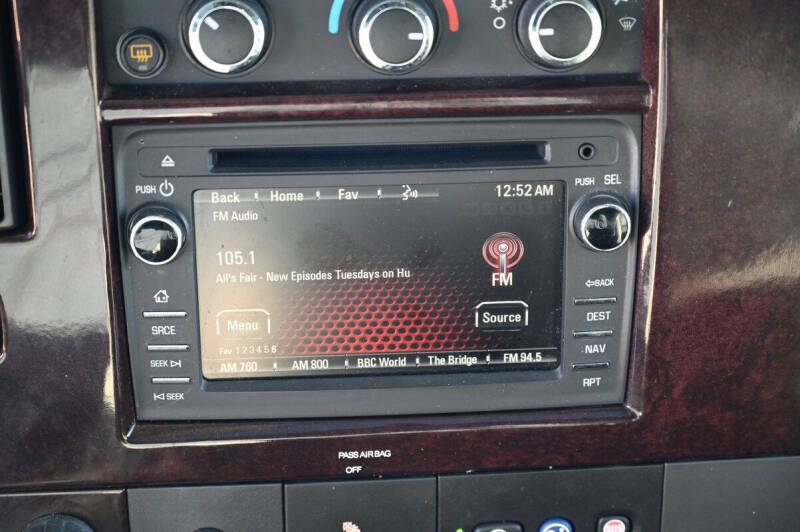 PUSH
PUSH SEL
Back Home Fav 12:52 AM
FM Audio
105.1
All's Fair - New Episodes Tuesdays on Hu
FM
Menu
Source
Fav 1 2 3 4 5 6
AM 760 AM 800 BBC World The Bridge FM 94.5
SRCE
SEEK
SEEK
BACK
DEST
NAV
RPT
PASS AIR BAG
OFF